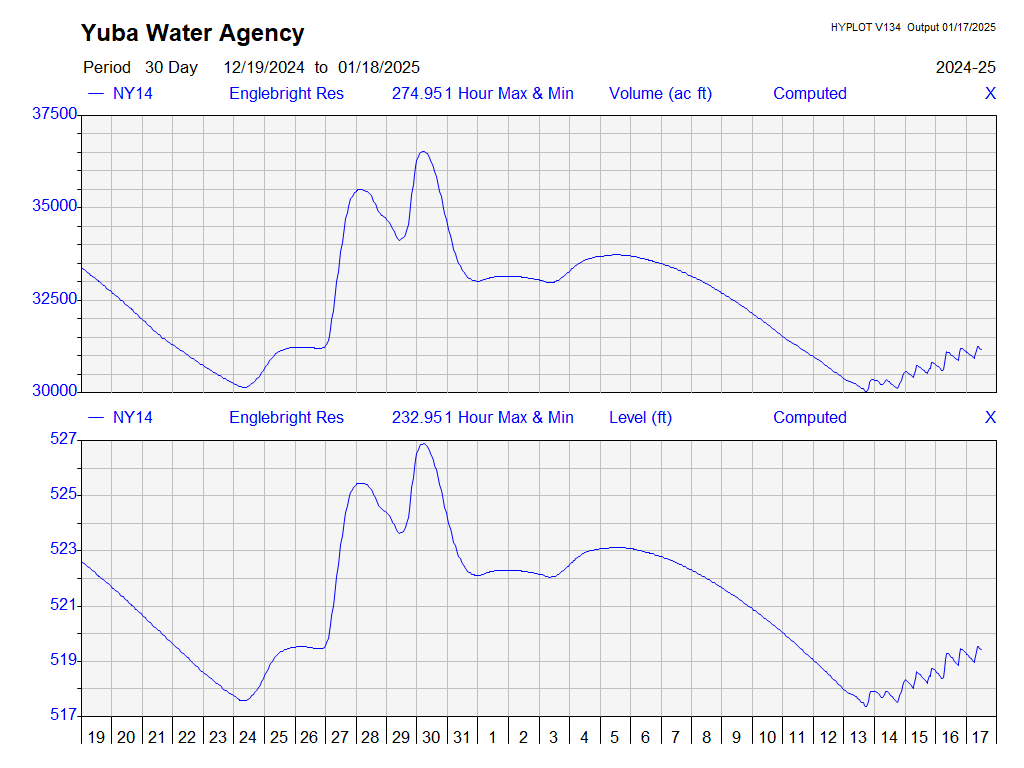 Yuba Water Agency
HYPLOT V134 Output 01/17/2025
Period 30 Day 12/19/2024 to 01/18/2025
2024-25
NY14 Englebright Res 274.951 Hour Max & Min Volume (ac ft) Computed X
37500
35000
32500
30000
NY14 Englebright Res 232.951 Hour Max & Min Level (ft) Computed X
527
525
523
521
519
517
19 20 21 22 23 24 25 26 27 28 29 30 31 1 2 3 4 5 6 7 8 9 10 11 12 13 14 15 16 17